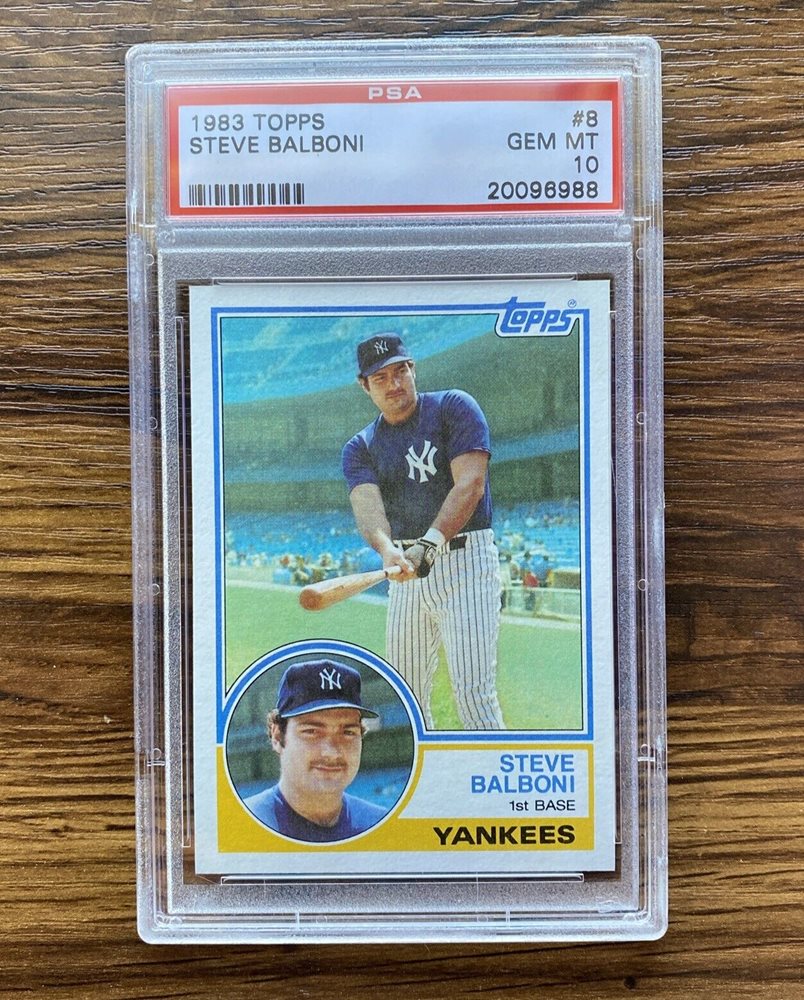 PSA
1983 TOPPS #8
STEVE BALBONI GEM MT
10
20096988
TOPPS ®
NY
NY
NY
STEVE
BALBONI
1st BASE
YANKEES